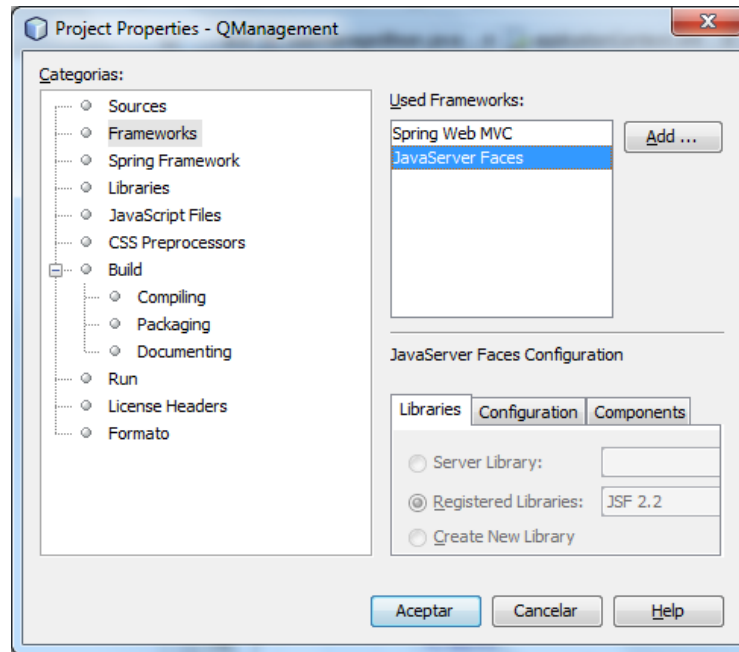 Project Properties - QManagement
Categorias:
Sources
Frameworks
Spring Framework
Libraries
JavaScript Files
CSS Preprocessors
Build
Compiling
Packaging
Documenting
Run
License Headers
Formato
Used Frameworks:
Spring Web MVC
JavaServer Faces
Add ...
JavaServer Faces Configuration
Libraries Configuration Components
Server Library:
Registered Libraries: JSF 2.2
Create New Library
Aceptar Cancelar Help